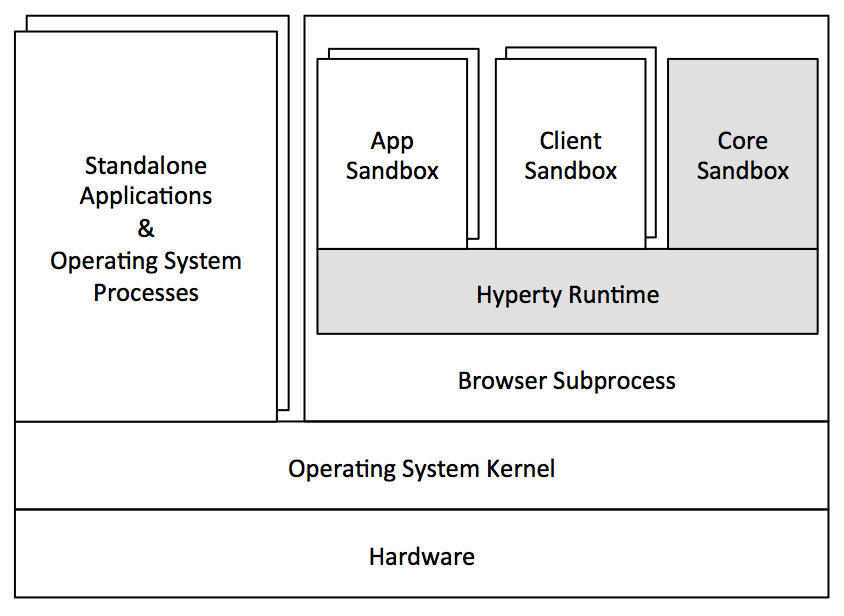 Standalone
Applications
&
Operating System
Processes
App
Sandbox
Client
Sandbox
Core
Sandbox
Hyperty Runtime
Browser Subprocess
Operating System Kernel
Hardware